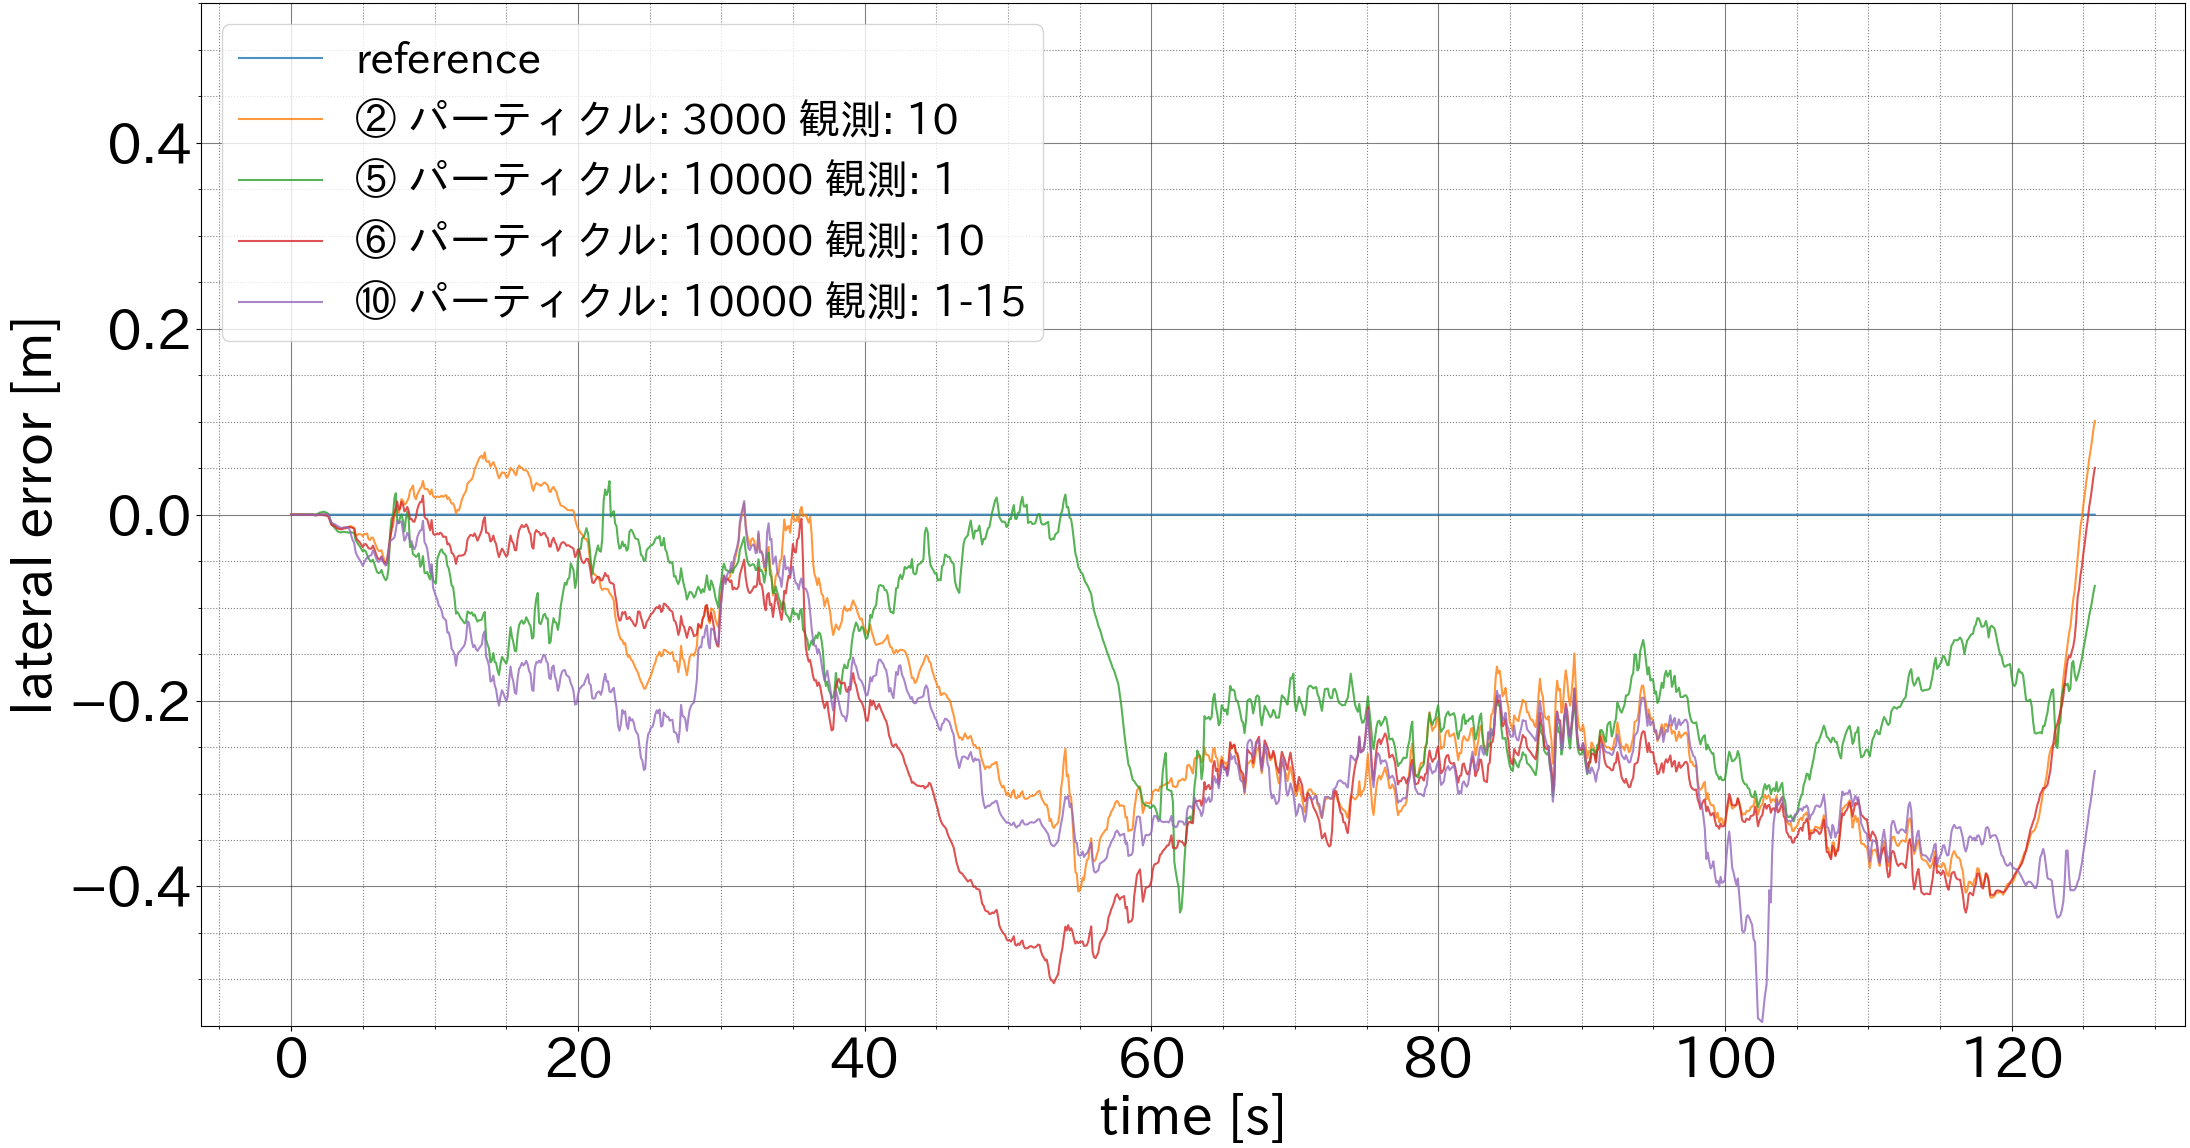 reference
② パーティクル: 3000 観測: 10
⑤ パーティクル: 10000 観測: 1
⑥ パーティクル: 10000 観測: 10
⑩ パーティクル: 10000 観測: 1-15
0.4
0.2
0.0
−0.2
−0.4
lateral error [m]
0 20 40 60 80 100 120
time [s]